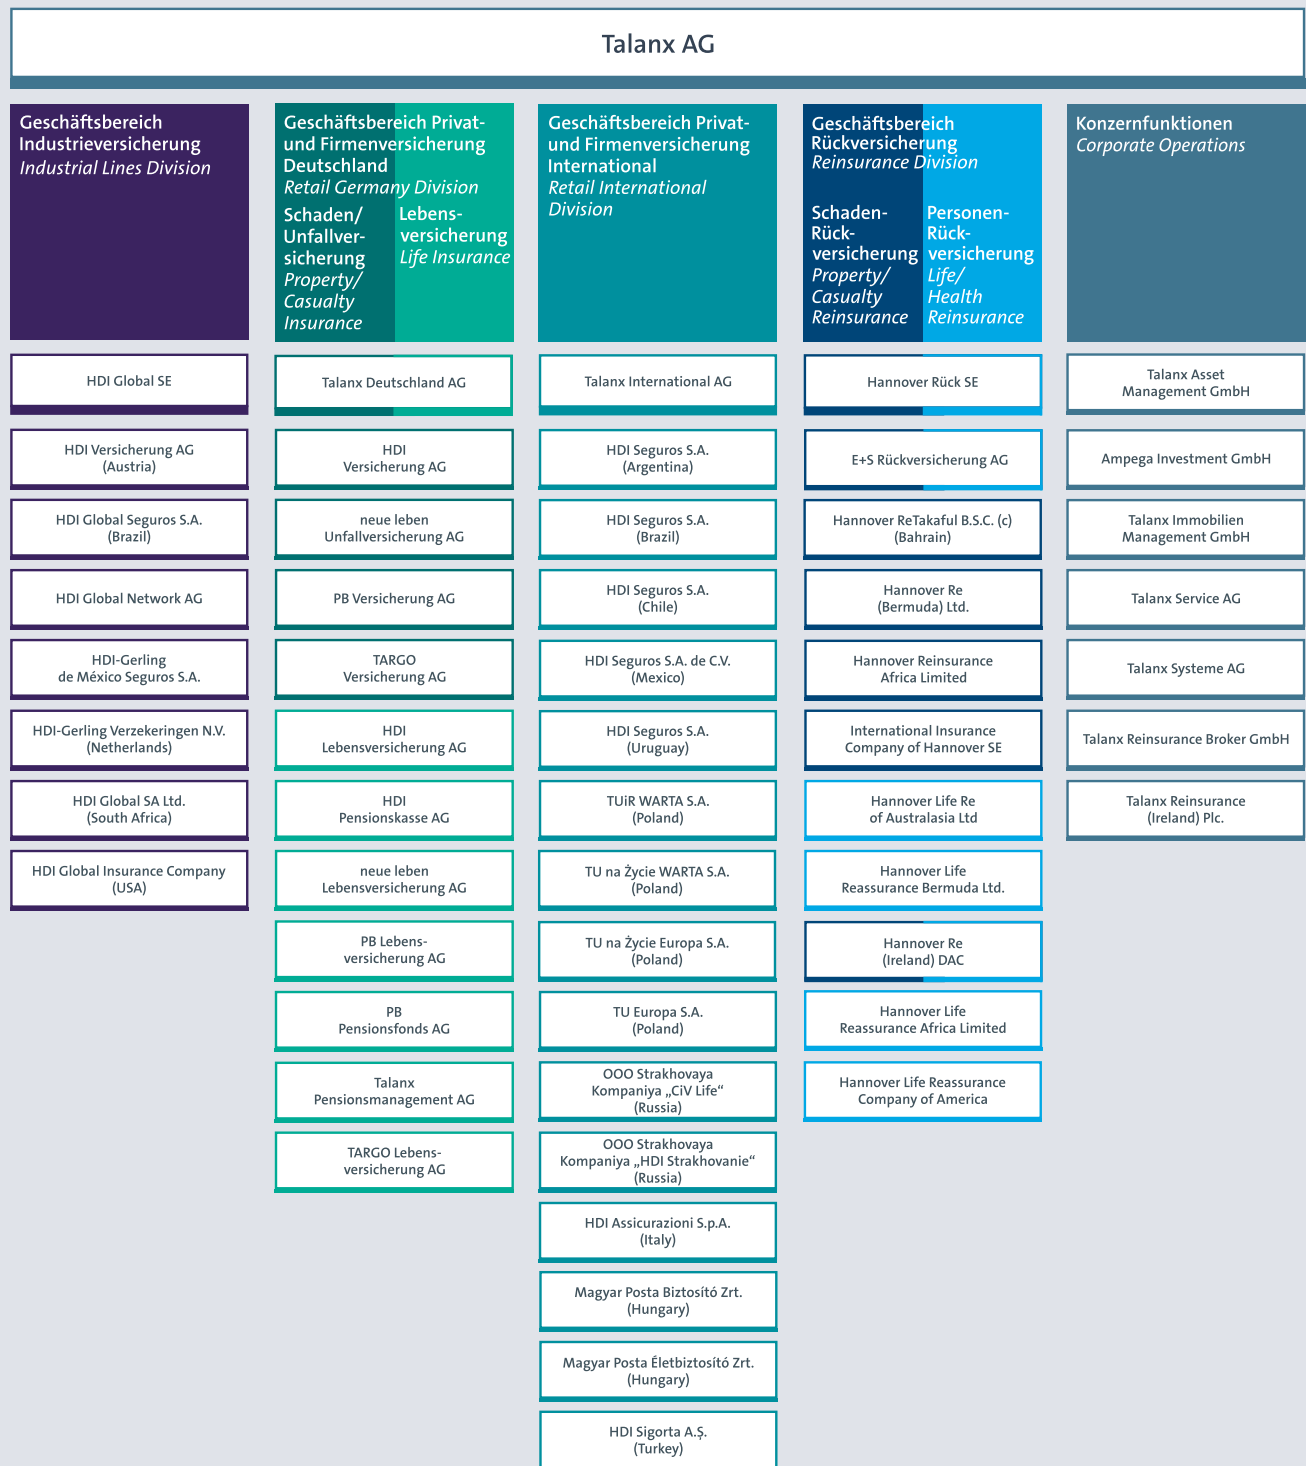 Talanx AG
Geschäftsbereich
Industrieversicherung
Industrial Lines Division
HDI Global SE
HDI Versicherung AG
(Austria)
HDI Global Seguros S.A.
(Brazil)
HDI Global Network AG
HDI-Gerling
de México Seguros S.A.
HDI-Gerling Verzekeringen N.V.
(Netherlands)
HDI Global SA Ltd.
(South Africa)
HDI Global Insurance Company
(USA)
Geschäftsbereich Privat-
und Firmenversicherung
Deutschland
Retail Germany Division
Schaden/
Unfallver-
sicherung
Property/
Casualty
Insurance
Lebens-
versicherung
Life Insurance
Talanx Deutschland AG
HDI
Versicherung AG
neue leben
Unfallversicherung AG
PB Versicherung AG
TARGO
Versicherung AG
HDI
Lebensversicherung AG
HDI
Pensionskasse AG
neue leben
Lebensversicherung AG
PB Lebens-
versicherung AG
PB
Pensionsfonds AG
Talanx
Pensionsmanagement AG
TARGO Lebens-
versicherung AG
Geschäftsbereich Privat-
und Firmenversicherung
International
Retail International
Division
Talanx International AG
HDI Seguros S.A.
(Argentina)
HDI Seguros S.A.
(Brazil)
HDI Seguros S.A.
(Chile)
HDI Seguros S.A. de C.V.
(Mexico)
HDI Seguros S.A.
(Uruguay)
TUiR WARTA S.A.
(Poland)
TU na Życie WARTA S.A.
(Poland)
TU na Życie Europa S.A.
(Poland)
TU Europa S.A.
(Poland)
OOO Strakhovaya
Kompaniya „CiV Life“
(Russia)
OOO Strakhovaya
Kompaniya „HDI Strakhovanie“
(Russia)
HDI Assicurazioni S.p.A.
(Italy)
Magyar Posta Biztosító Zrt.
(Hungary)
Magyar Posta Életbiztosító Zrt.
(Hungary)
HDI Sigorta A.Ş.
(Turkey)
Geschäftsbereich
Rückversicherung
Reinsurance Division
Schaden-
Rück-
versicherung
Property/
Casualty
Reinsurance
Personen-
Rück-
versicherung
Life/
Health
Reinsurance
Hannover Rück SE
E+S Rückversicherung AG
Hannover ReTakaful B.S.C. (c)
(Bahrain)
Hannover Re
(Bermuda) Ltd.
Hannover Reinsurance
Africa Limited
International Insurance
Company of Hannover SE
Hannover Life Re
of Australasia Ltd
Hannover Life
Reassurance Bermuda Ltd.
Hannover Re
(Ireland) DAC
Hannover Life
Reassurance Africa Limited
Hannover Life Reassurance
Company of America
Konzernfunktionen
Corporate Operations
Talanx Asset
Management GmbH
Ampega Investment GmbH
Talanx Immobilien
Management GmbH
Talanx Service AG
Talanx Systeme AG
Talanx Reinsurance Broker GmbH
Talanx Reinsurance
(Ireland) Plc.